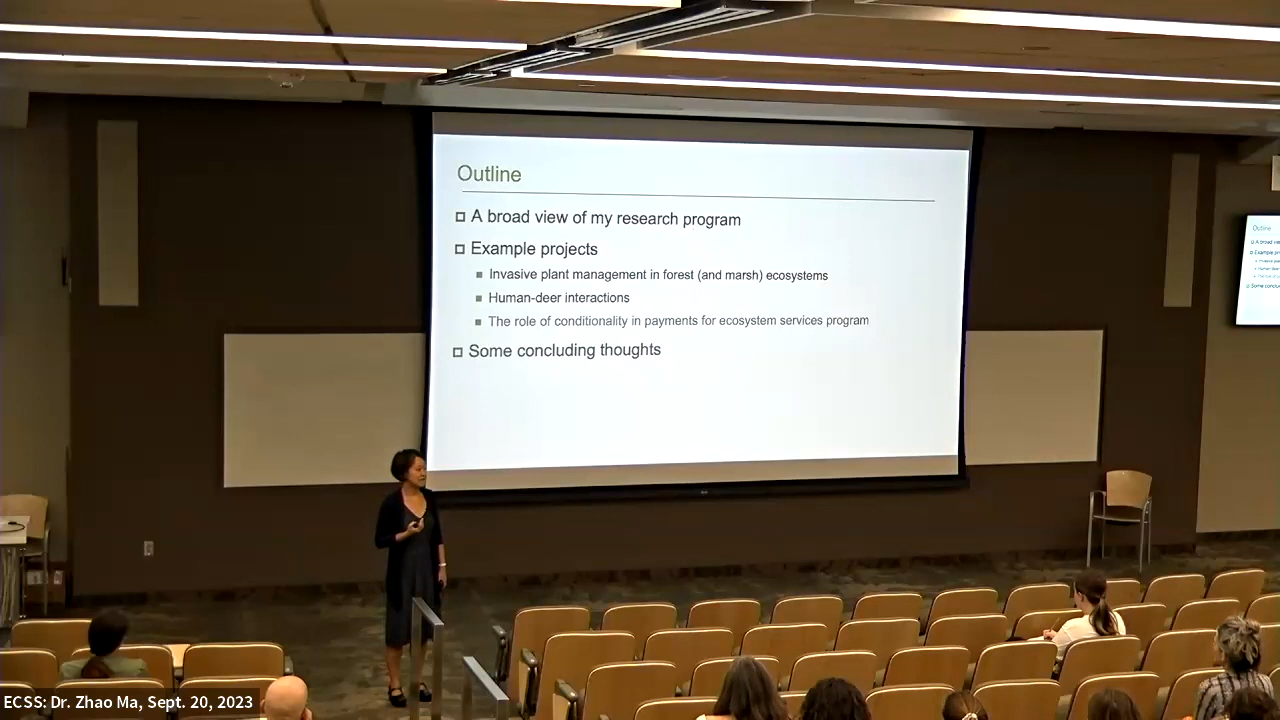 Outline
A broad view of my research program
Example projects
Invasive plant management in forest (and marsh) ecosystems
Human-deer interactions
The role of conditionality in payments for ecosystem services program
Some concluding thoughts
Outline
ECSS: Dr. Zhao Ma, Sept. 20, 2023